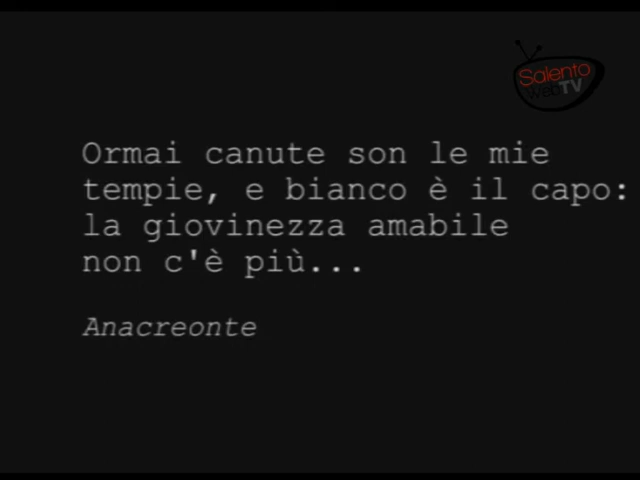 Salento
WebTV
Ormai canute son le mie
tempie, e bianco è il capo:
la giovinezza amabile
non c'è più...
Anacreonte